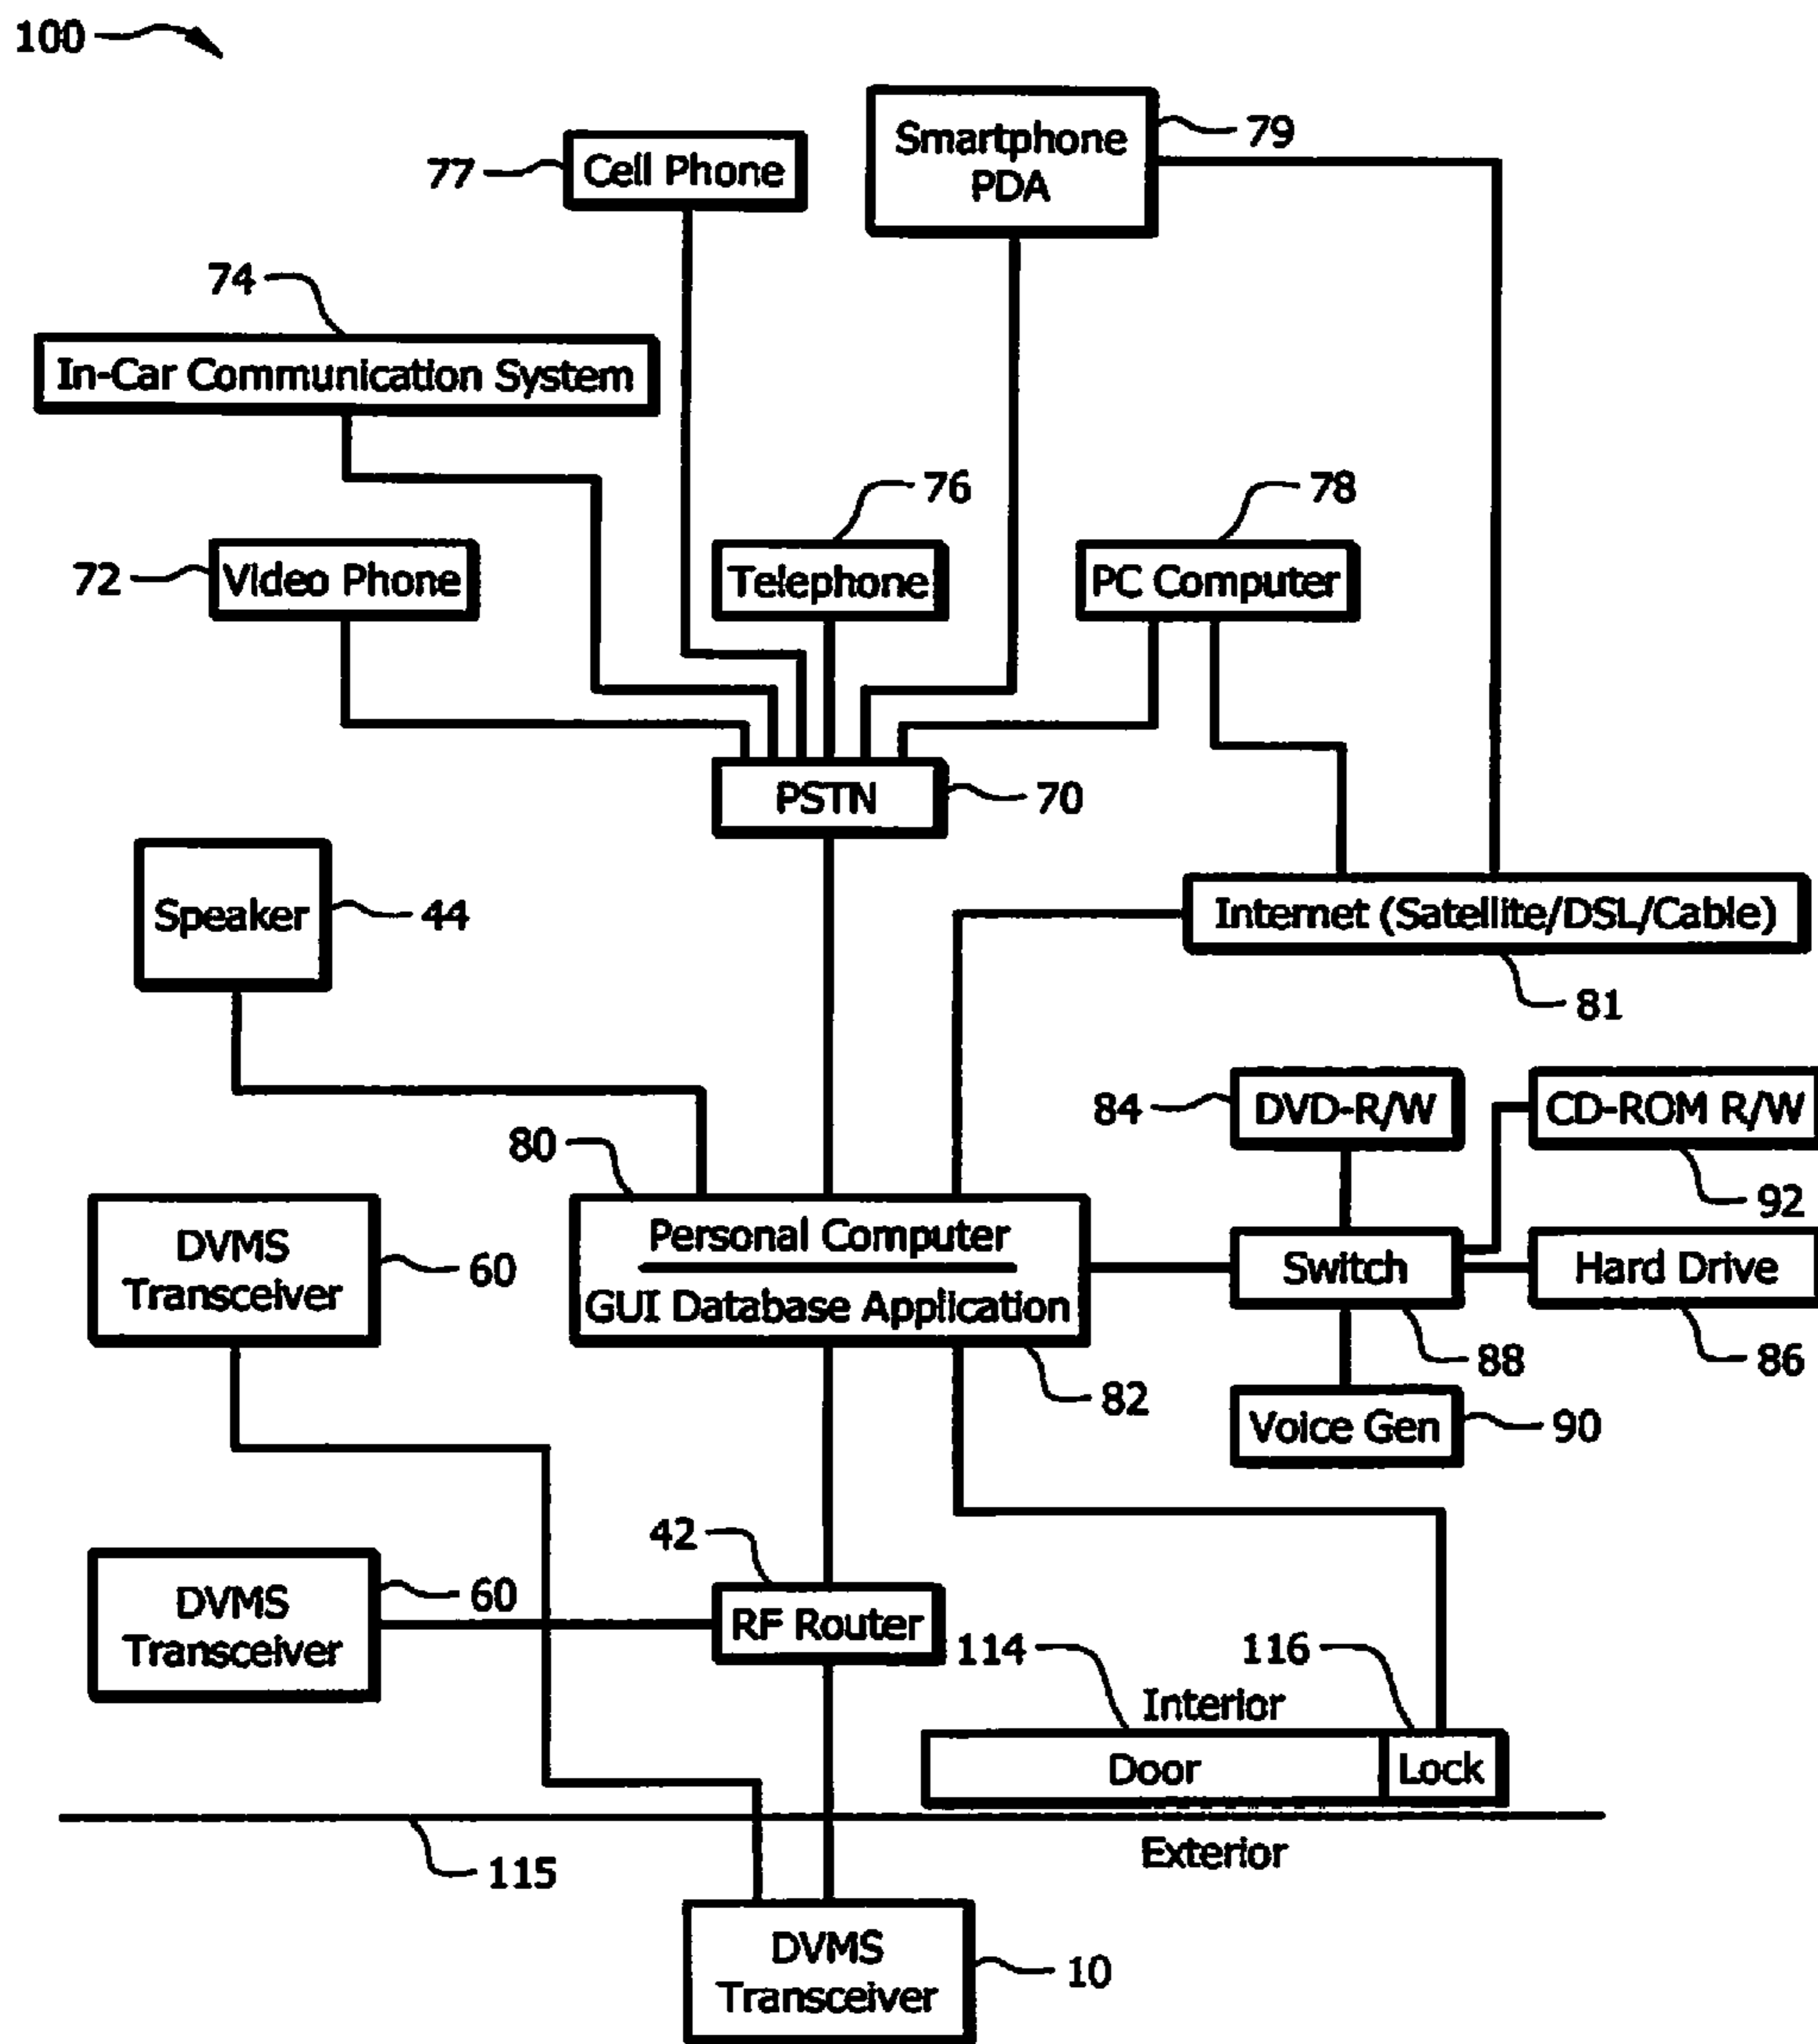 100
Smartphone
PDA
79
77
Cell Phone
74
In-Car Communication System
76
78
72
Video Phone
Telephone
PC Computer
PSTN
70
Speaker
44
Internet (Satellite/DSL/Cable)
81
84
DVD-R/W
CD-ROM R/W
80
92
DVMS
Transceiver
60
Personal Computer
GUI Database Application
Switch
Hard Drive
82
88
86
Voice Gen
90
42
DVMS
Transceiver
60
RF Router
114
116
Interior
Door
Lock
115
Exterior
DVMS
Transceiver
10